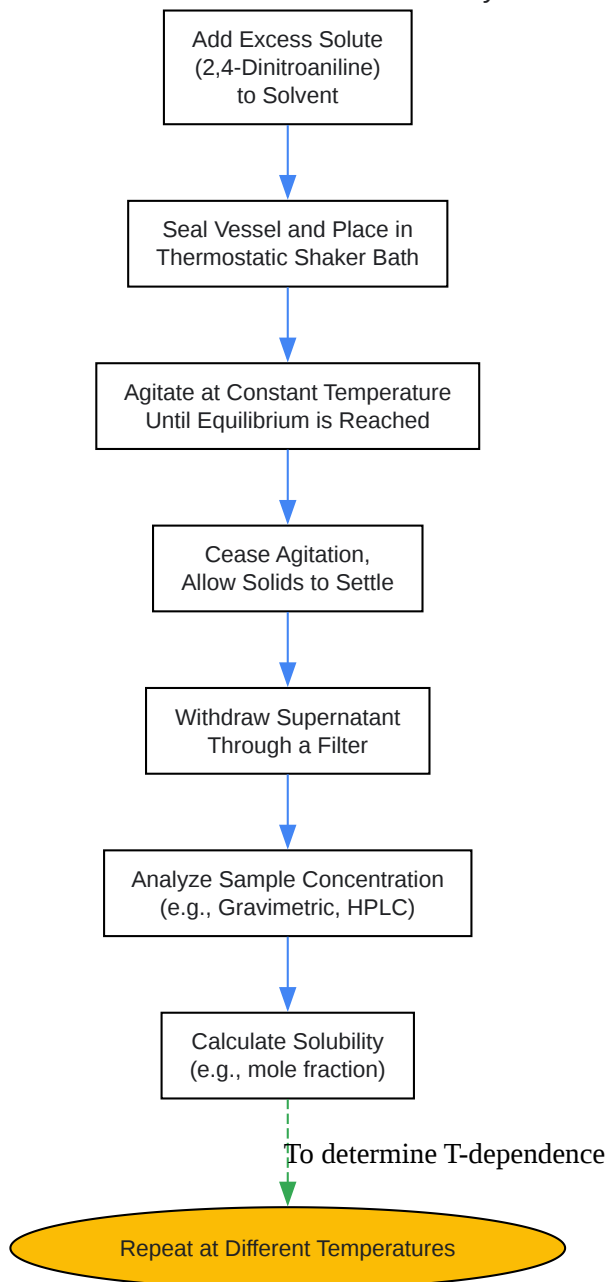 Add Excess Solute
(2,4-Dinitroaniline)
to Solvent
Seal Vessel and Place in
Thermostatic Shaker Bath
Agitate at Constant Temperature
Until Equilibrium is Reached
Cease Agitation,
Allow Solids to Settle
Withdraw Supernatant
Through a Filter
Analyze Sample Concentration
(e.g., Gravimetric, HPLC)
Calculate Solubility
(e.g., mole fraction)
To determine T-dependence
Repeat at Different Temperatures